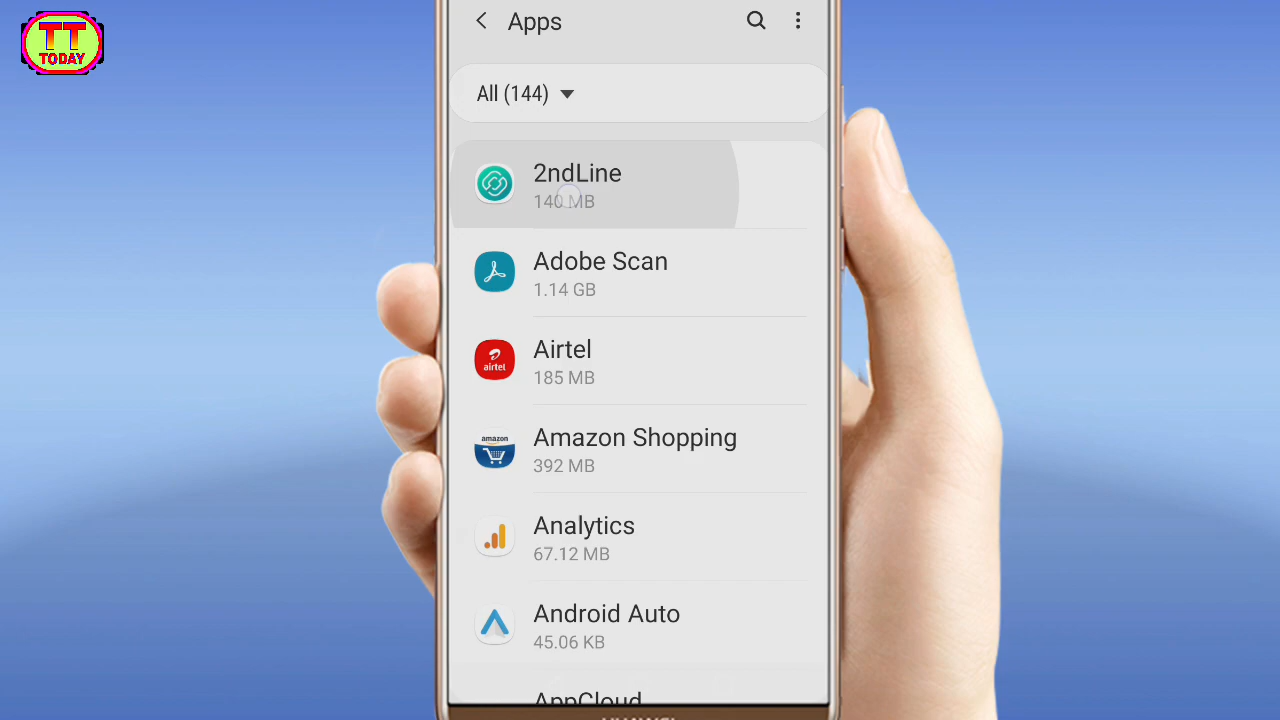 TT
TODAY
Apps
All (144)
2ndLine
140 MB
Adobe Scan
1.14 GB
airtel
Airtel
185 MB
amazon
Amazon Shopping
392 MB
Analytics
67.12 MB
Android Auto
45.06 KB
AppCloud
HUAWEI